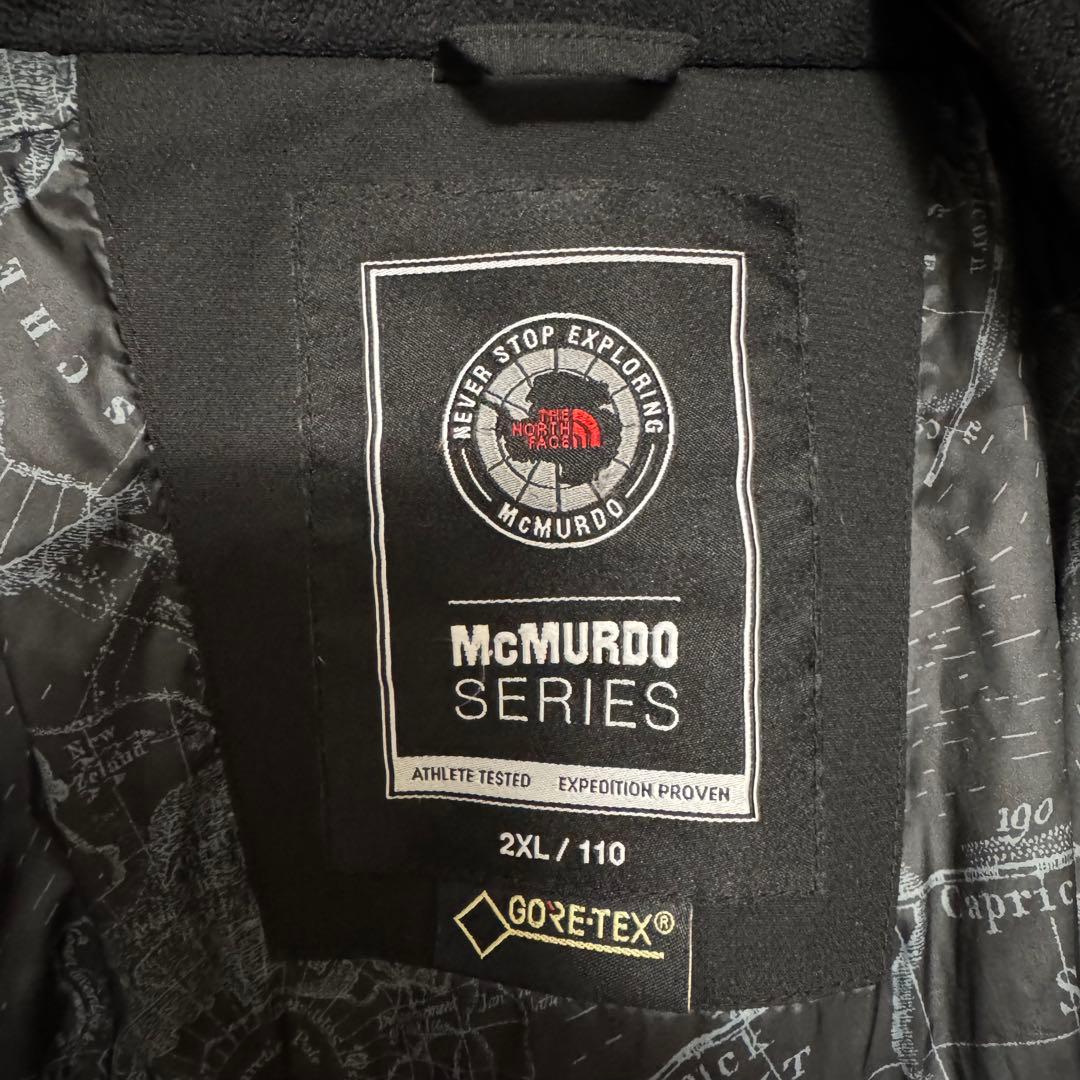 NEVER STOP EXPLORING
THE
NORTH
FACE
McMURDO
McMURDO
SERIES
ATHLETE TESTED EXPEDITION PROVEN
2XL / 110
GORE-TEX®
New
190
Capric